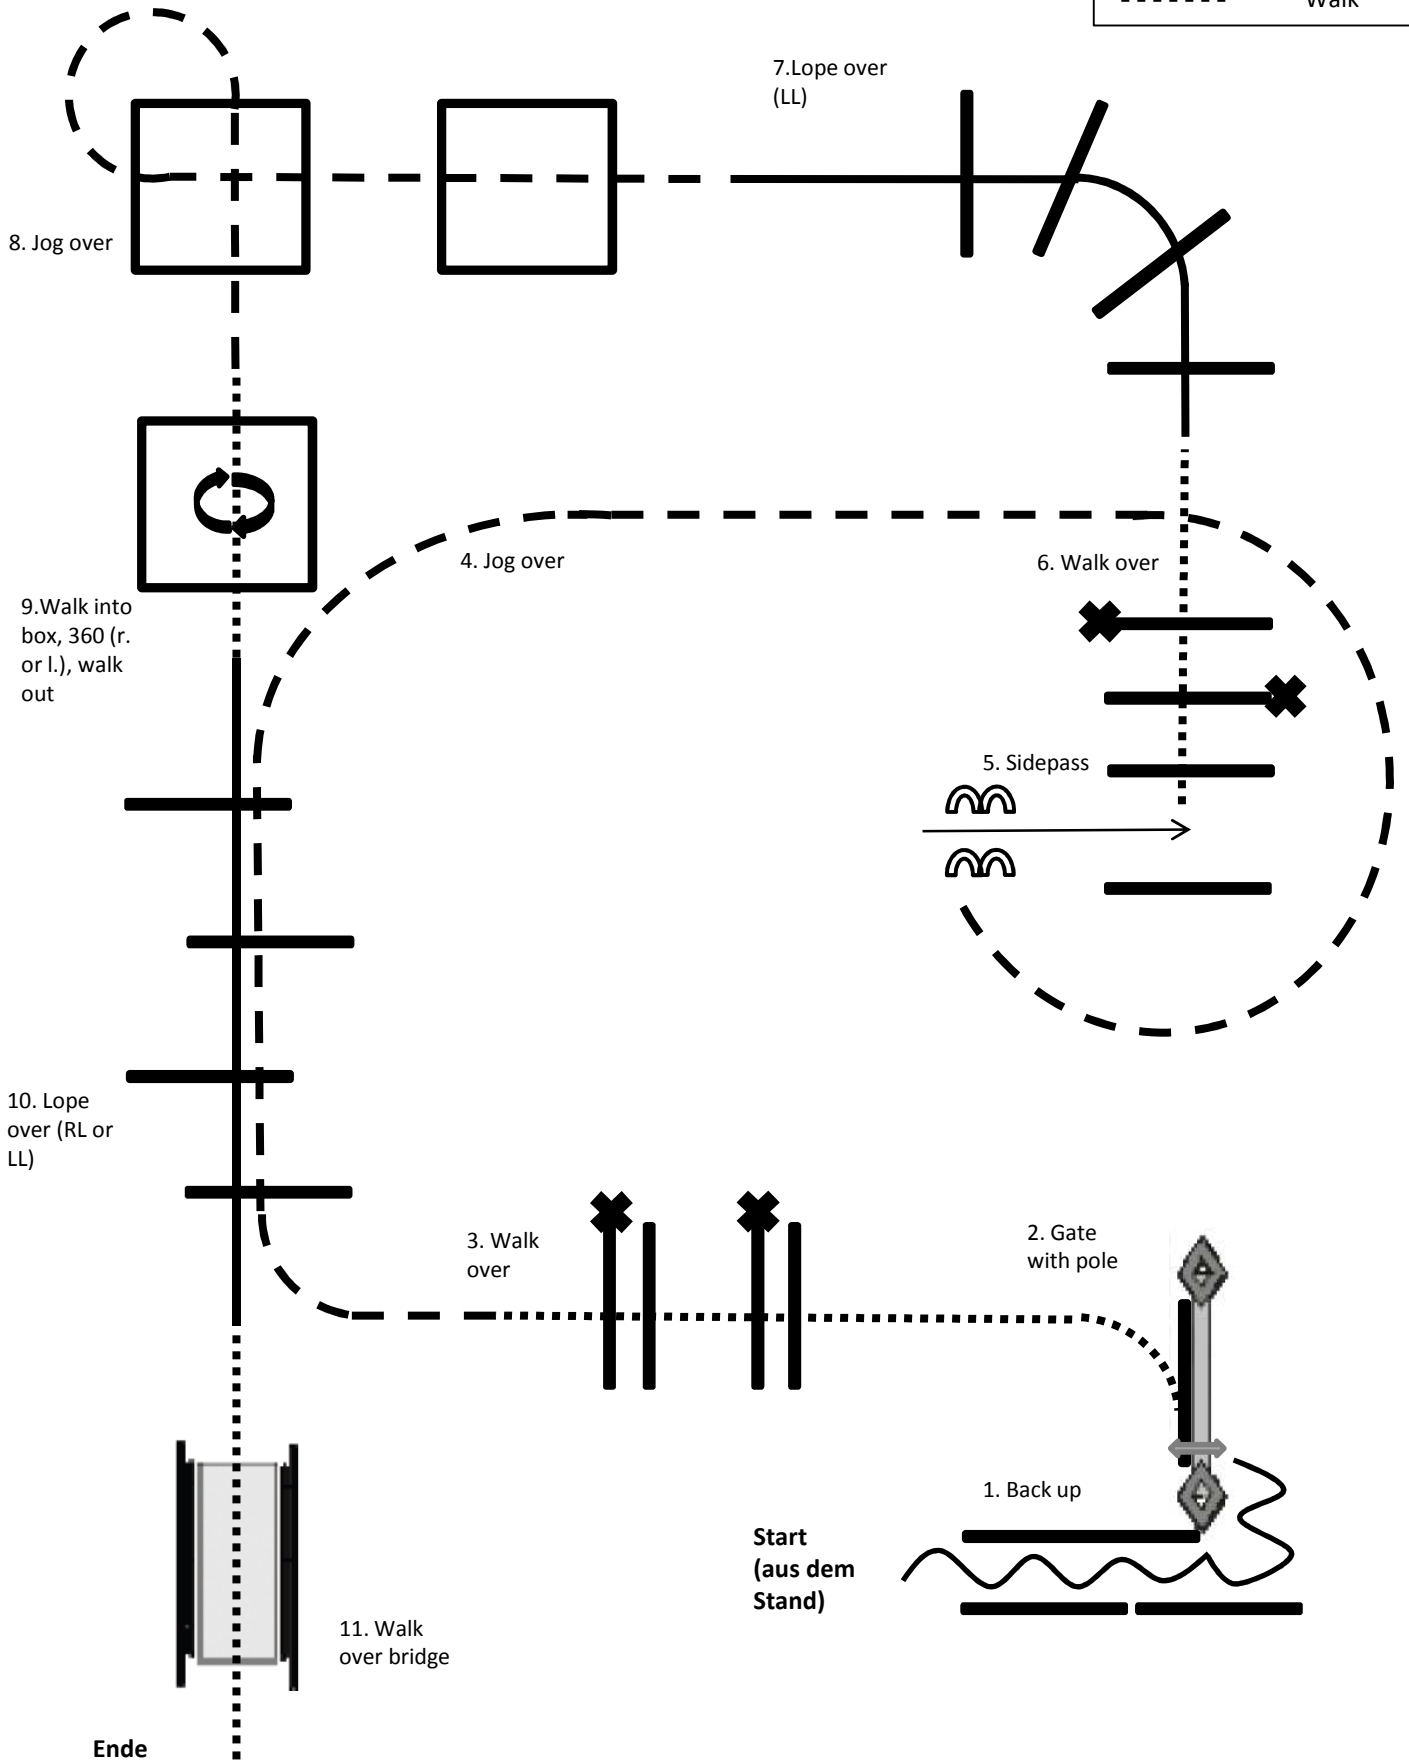 Walk
7.Lope over
(LL)
8. Jog over
4. Jog over
6. Walk over
9.Walk into
box, 360 (r.
or l.), walk
out
5. Sidepass
10. Lope
over (RL or
LL)
3. Walk
over
2. Gate
with pole
1. Back up
Start
(aus dem
Stand)
11. Walk
over bridge
Ende